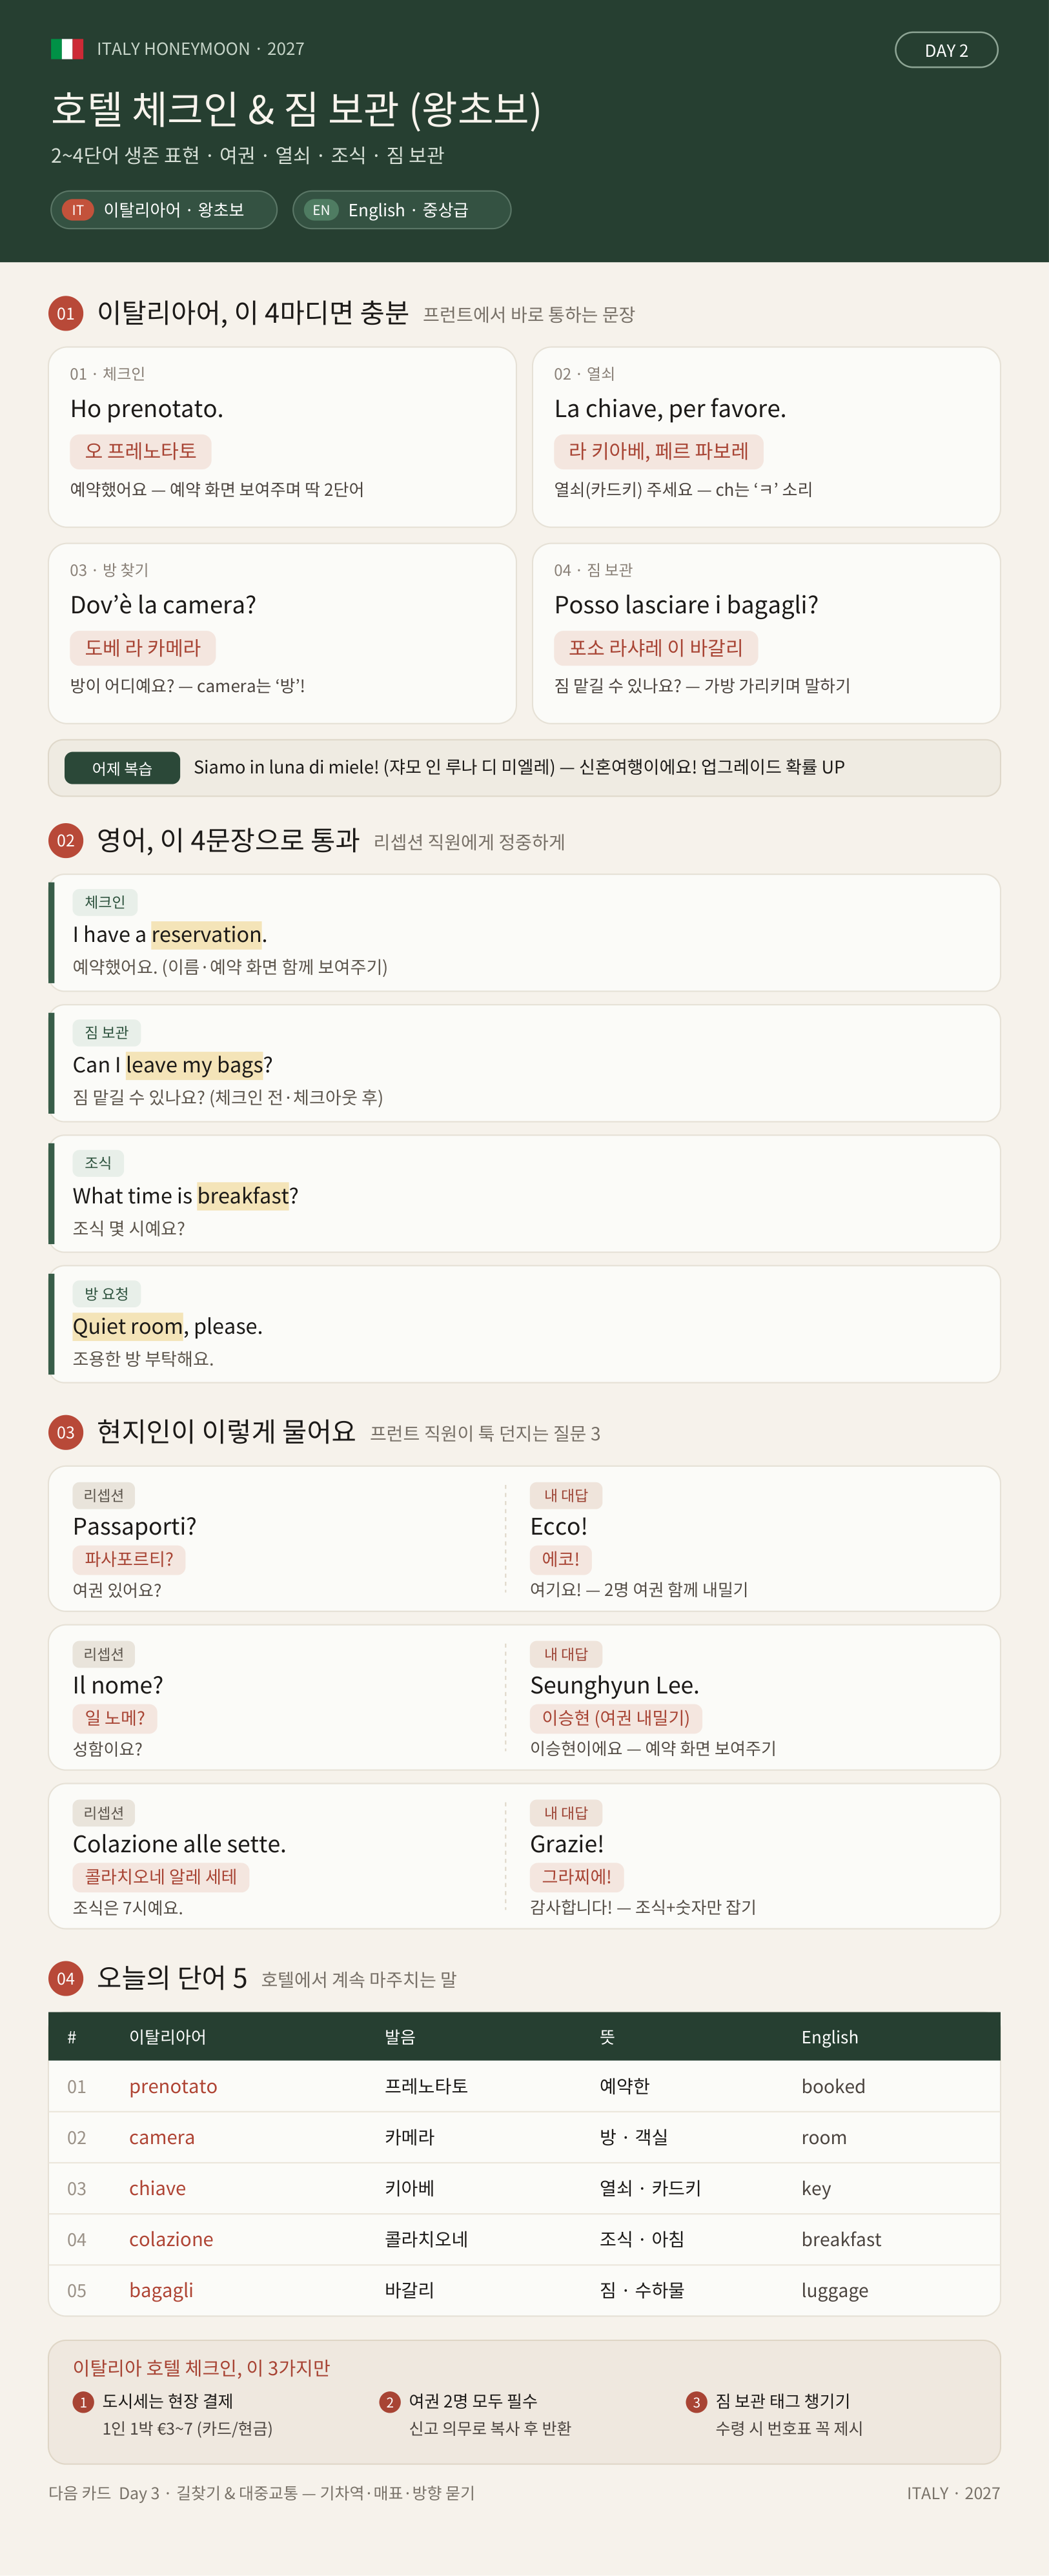 ITALY HONEYMOON · 2027
DAY 2
호텔 체크인 & 짐 보관 (왕초보)
2~4단어 생존 표현 · 여권 · 열쇠 · 조식 · 짐 보관
IT 이탈리아어 · 왕초보
EN English · 중상급
01 이탈리아어, 이 4마디면 충분 프런트에서 바로 통하는 문장
01 · 체크인
Ho prenotato.
오 프레노타토
예약했어요 — 예약 화면 보여주며 딱 2단어
02 · 열쇠
La chiave, per favore.
라 키아베, 페르 파보레
열쇠(카드키) 주세요 — ch는 ‘ㅋ’ 소리
03 · 방 찾기
Dov’è la camera?
도베 라 카메라
방이 어디예요? — camera는 ‘방’!
04 · 짐 보관
Posso lasciare i bagagli?
포소 라샤레 이 바갈리
짐 맡길 수 있나요? — 가방 가리키며 말하기
어제 복습 Siamo in luna di miele! (쟈모 인 루나 디 미엘레) — 신혼여행이에요! 업그레이드 확률 UP
02 영어, 이 4문장으로 통과 리셉션 직원에게 정중하게
체크인
I have a reservation.
예약했어요. (이름·예약 화면 함께 보여주기)
짐 보관
Can I leave my bags?
짐 맡길 수 있나요? (체크인 전·체크아웃 후)
조식
What time is breakfast?
조식 몇 시예요?
방 요청
Quiet room, please.
조용한 방 부탁해요.
03 현지인이 이렇게 물어요 프런트 직원이 툭 던지는 질문 3
리셉션
Passaporti?
파사포르티?
여권 있어요?
내 대답
Ecco!
에코!
여기요! — 2명 여권 함께 내밀기
리셉션
Il nome?
일 노메?
성함이요?
내 대답
Seunghyun Lee.
이승현 (여권 내밀기)
이승현이에요 — 예약 화면 보여주기
리셉션
Colazione alle sette.
콜라치오네 알레 세테
조식은 7시예요.
내 대답
Grazie!
그라찌에!
감사합니다! — 조식+숫자만 잡기
04 오늘의 단어 5 호텔에서 계속 마주치는 말
# 이탈리아어 발음 뜻 English
01 prenotato 프레노타토 예약한 booked
02 camera 카메라 방 · 객실 room
03 chiave 키아베 열쇠 · 카드키 key
04 colazione 콜라치오네 조식 · 아침 breakfast
05 bagagli 바갈리 짐 · 수하물 luggage
이탈리아 호텔 체크인, 이 3가지만
1 도시세는 현장 결제
1인 1박 €3~7 (카드/현금)
2 여권 2명 모두 필수
신고 의무로 복사 후 반환
3 짐 보관 태그 챙기기
수령 시 번호표 꼭 제시
다음 카드 Day 3 · 길찾기 & 대중교통 — 기차역·매표·방향 묻기
ITALY · 2027